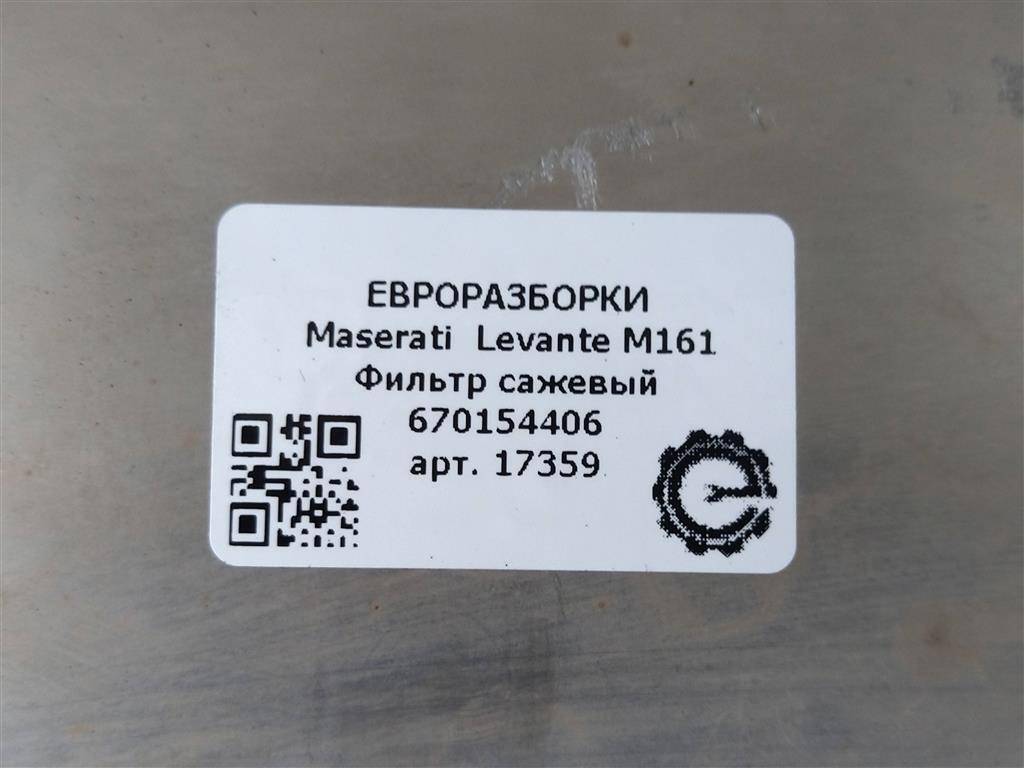 ЕВРОРАЗБОРКИ
Maserati Levante M161
Фильтр сажевый
670154406
арт. 17359